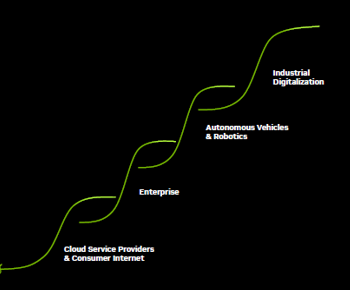 Industrial
Digitalization
Autonomous Vehicles
& Robotics
Enterprise
Cloud Service Providers
& Consumer Internet